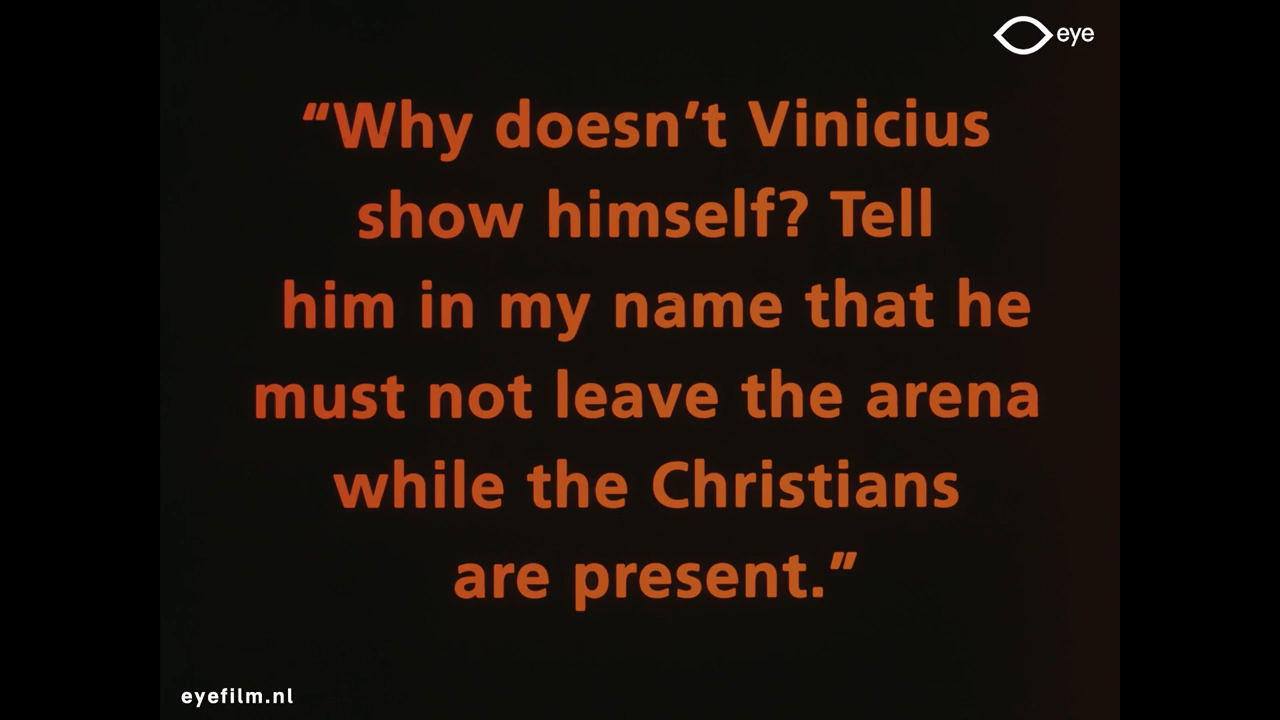 eye
“Why doesn’t Vinicius
show himself? Tell
him in my name that he
must not leave the arena
while the Christians
are present.”
eyefilm.nl